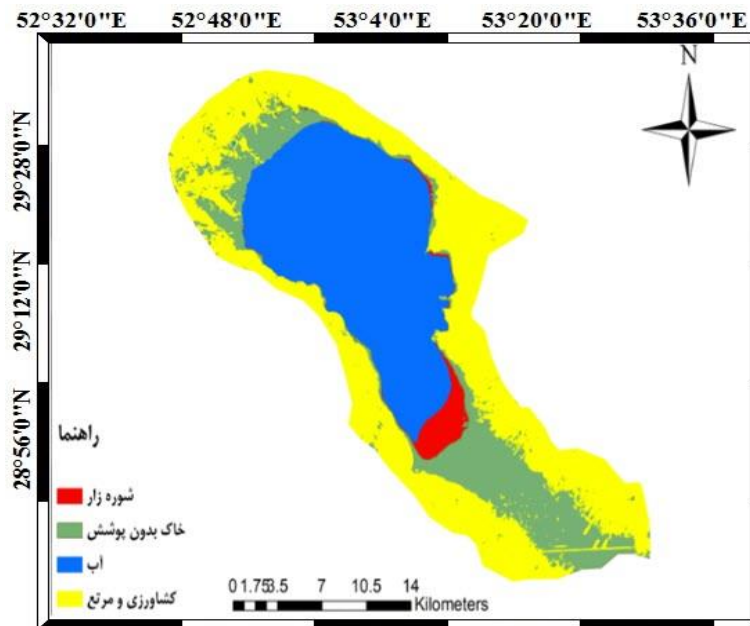 52°32'0"E 52°48'0"E 53°4'0"E 53°20'0"E 53°36'0"E
N
29°28'0"N
29°12'0"N
28°56'0"N
راهنما
شوره زار
خاک بدون پوشش
آب
کشاورزی و مرتع
0 1.753.5 7 10.5 14
Kilometers